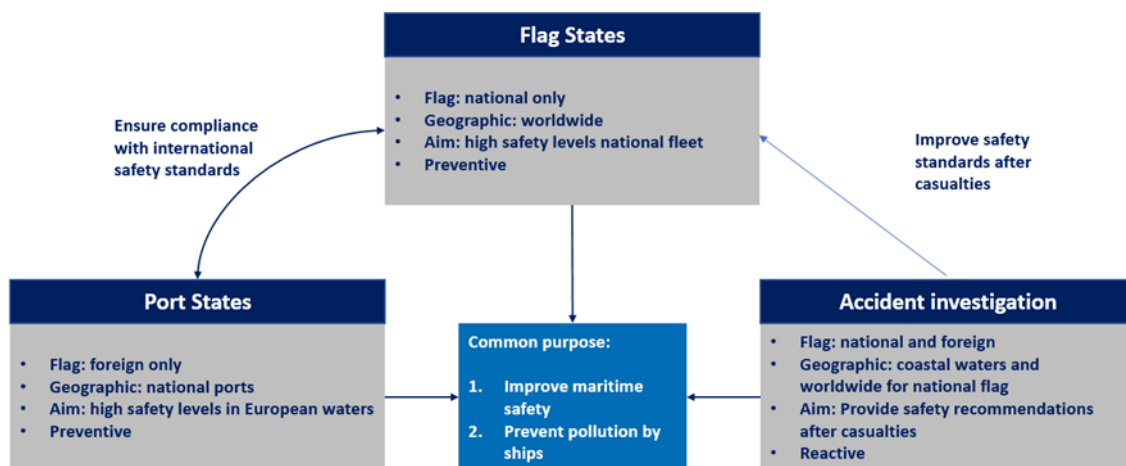 Flag States
• Flag: national only
• Geographic: worldwide
• Aim: high safety levels national fleet
• Preventive
Ensure compliance
with international
safety standards
Improve safety
standards after
casualties
Port States
• Flag: foreign only
• Geographic: national ports
• Aim: high safety levels in European waters
• Preventive
Common purpose:
1. Improve maritime
safety
2. Prevent pollution by
ships
Accident investigation
• Flag: national and foreign
• Geographic: coastal waters and
worldwide for national flag
• Aim: Provide safety recommendations
after casualties
• Reactive